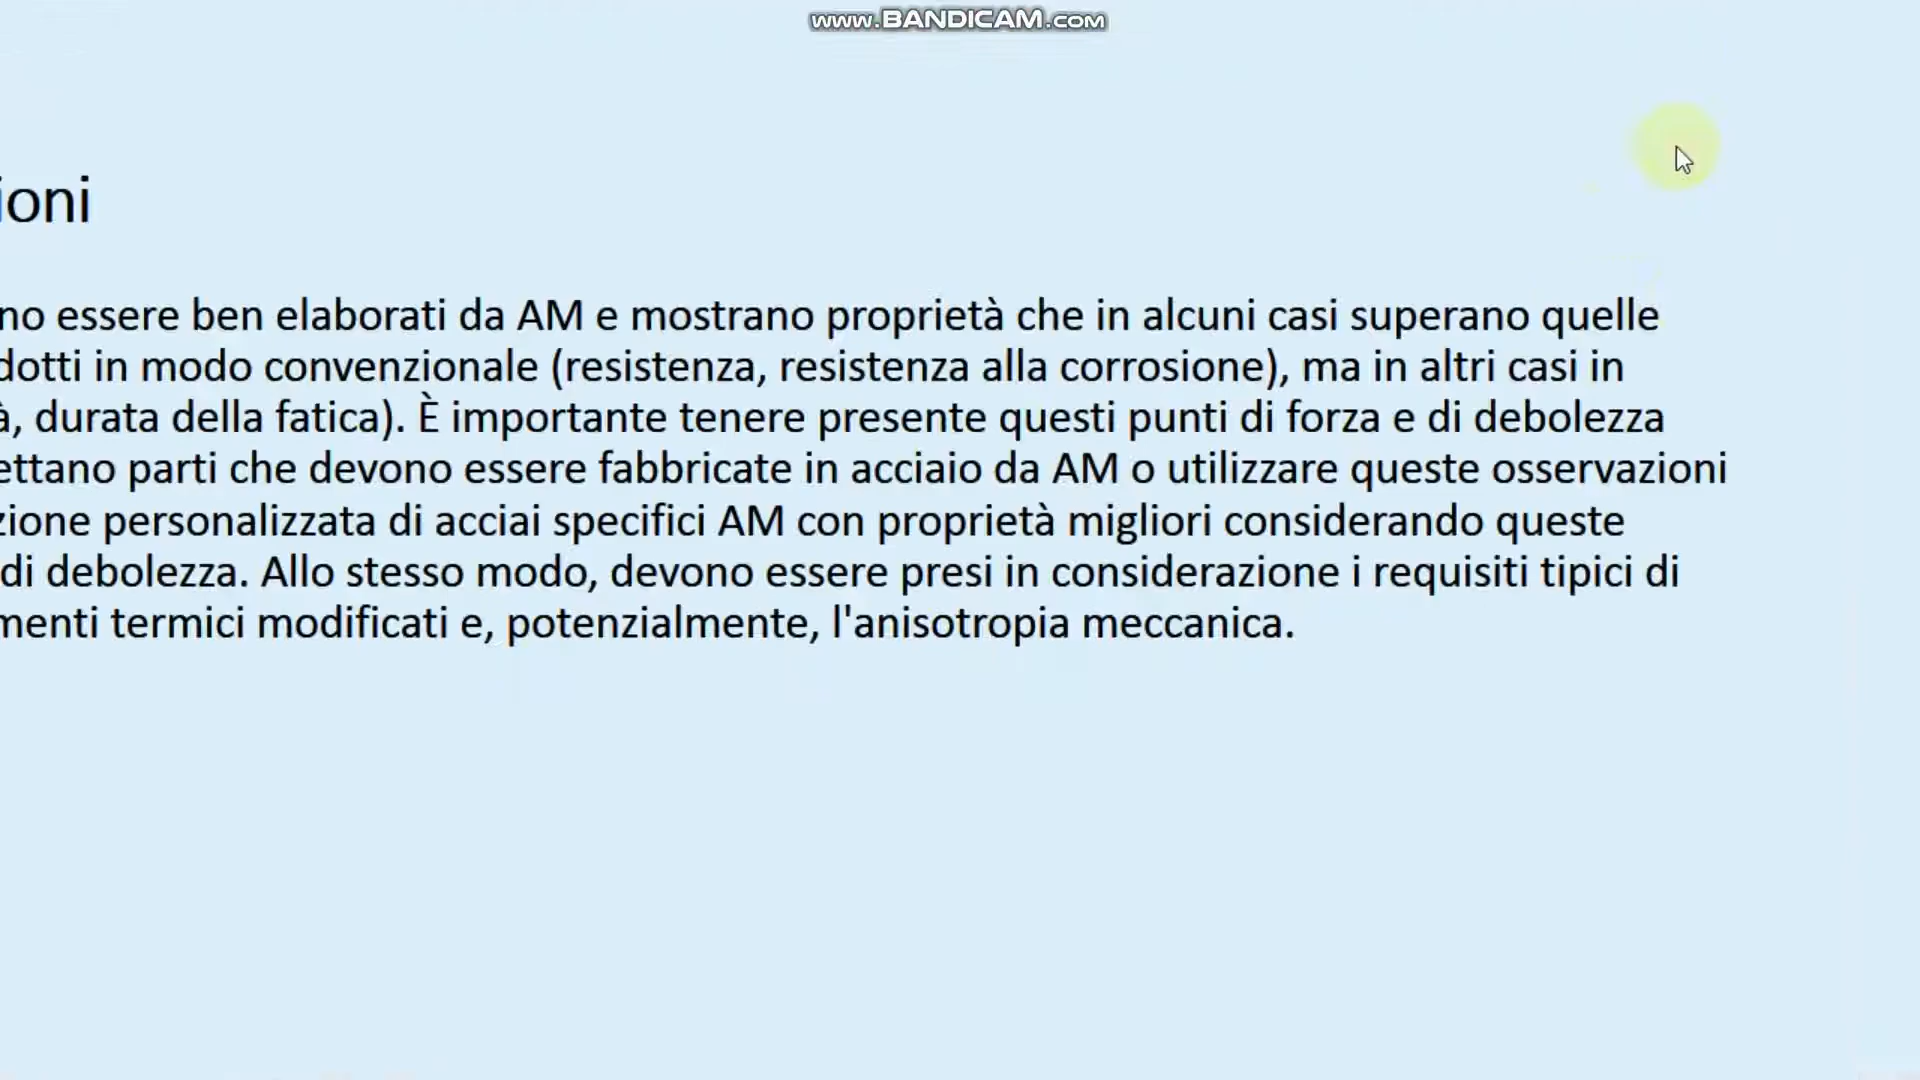 www.BANDICAM.com
ioni
no essere ben elaborati da AM e mostrano proprietà che in alcuni casi superano quelle
dotti in modo convenzionale (resistenza, resistenza alla corrosione), ma in altri casi in
à, durata della fatica). È importante tenere presente questi punti di forza e di debolezza
ettano parti che devono essere fabbricate in acciaio da AM o utilizzare queste osservazioni
zione personalizzata di acciai specifici AM con proprietà migliori considerando queste
di debolezza. Allo stesso modo, devono essere presi in considerazione i requisiti tipici di
menti termici modificati e, potenzialmente, l'anisotropia meccanica.